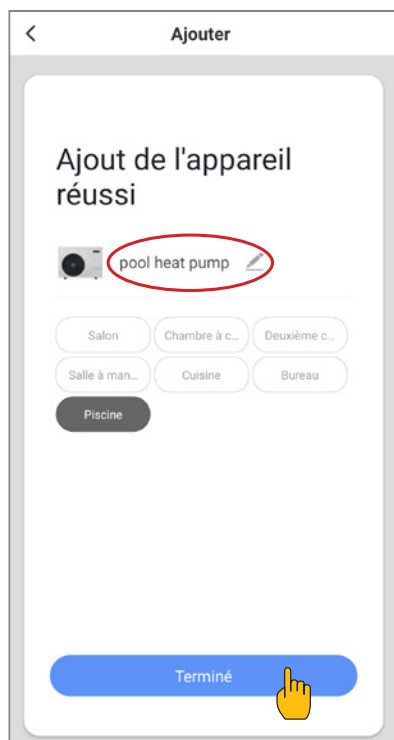 Ajouter
Ajout de l'appareil
réussi
pool heat pump
Salon
Chambre à c...
Deuxième c...
Salle à man...
Cuisine
Bureau
Piscine
Terminé